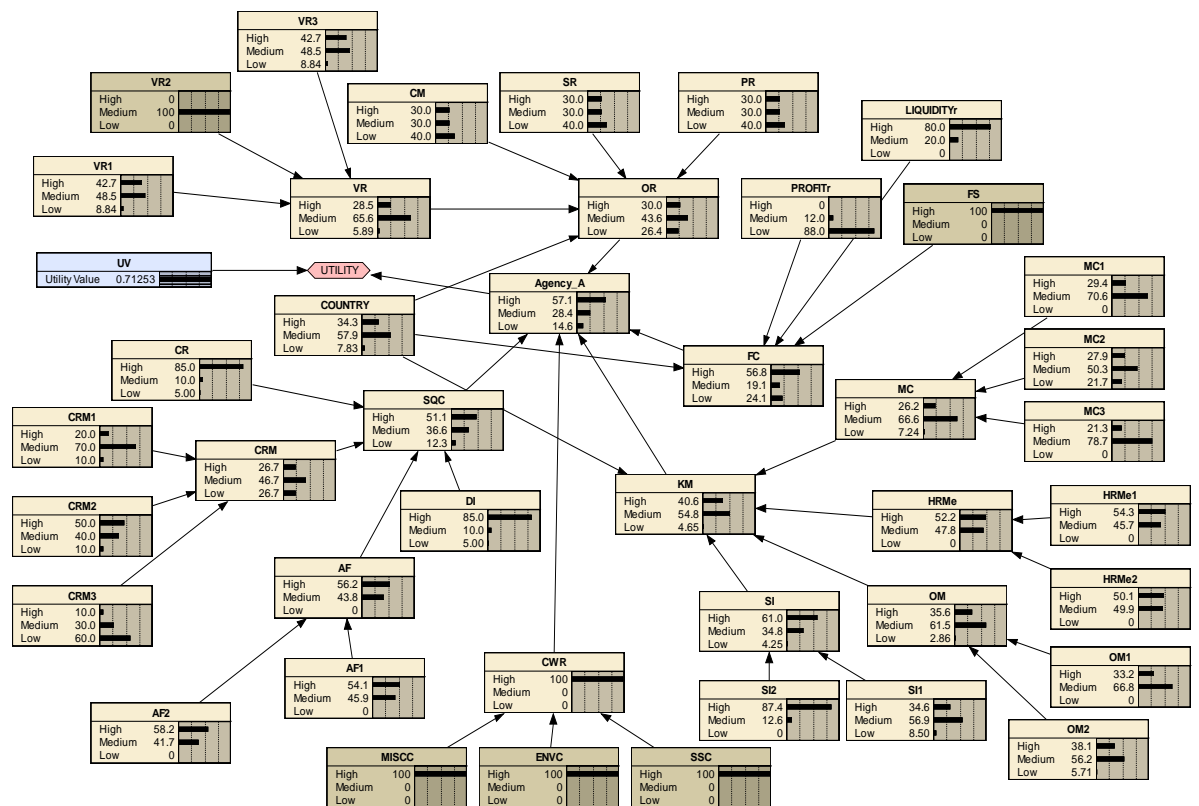 VR3
High 42.7
Medium 48.5
Low 8.84
VR2
High 0
Medium 100
Low 0
CM
High 30.0
Medium 30.0
Low 40.0
SR
High 30.0
Medium 30.0
Low 40.0
PR
High 30.0
Medium 30.0
Low 40.0
LIQUIDITYr
High 80.0
Medium 20.0
Low 0
VR1
High 42.7
Medium 48.5
Low 8.84
VR
High 28.5
Medium 65.6
Low 5.89
OR
High 30.0
Medium 43.6
Low 26.4
PROFITr
High 0
Medium 12.0
Low 88.0
FS
High 100
Medium 0
Low 0
UV
Utility Value 0.71253
UTILITY
Agency_A
High 57.1
Medium 28.4
Low 14.6
MC1
High 29.4
Medium 70.6
Low 0
COUNTRY
High 34.3
Medium 57.9
Low 7.83
MC2
High 27.9
Medium 50.3
Low 21.7
CR
High 85.0
Medium 10.0
Low 5.00
FC
High 56.8
Medium 19.1
Low 24.1
MC
High 26.2
Medium 66.6
Low 7.24
SQC
High 51.1
Medium 36.6
Low 12.3
MC3
High 21.3
Medium 78.7
Low 0
CRM1
High 20.0
Medium 70.0
Low 10.0
CRM
High 26.7
Medium 46.7
Low 26.7
KM
High 40.6
Medium 54.8
Low 4.65
DI
High 85.0
Medium 10.0
Low 5.00
HRMe
High 52.2
Medium 47.8
Low 0
HRMe1
High 54.3
Medium 45.7
Low 0
CRM2
High 50.0
Medium 40.0
Low 10.0
AF
High 56.2
Medium 43.8
Low 0
HRMe2
High 50.1
Medium 49.9
Low 0
CRM3
High 10.0
Medium 30.0
Low 60.0
SI
High 61.0
Medium 34.8
Low 4.25
OM
High 35.6
Medium 61.5
Low 2.86
AF1
High 54.1
Medium 45.9
Low 0
CWR
High 100
Medium 0
Low 0
OM1
High 33.2
Medium 66.8
Low 0
AF2
High 58.2
Medium 41.7
Low 0
SI2
High 87.4
Medium 12.6
Low 0
SI1
High 34.6
Medium 56.9
Low 8.50
OM2
High 38.1
Medium 56.2
Low 5.71
MISCC
High 100
Medium 0
Low 0
ENVC
High 100
Medium 0
Low 0
SSC
High 100
Medium 0
Low 0